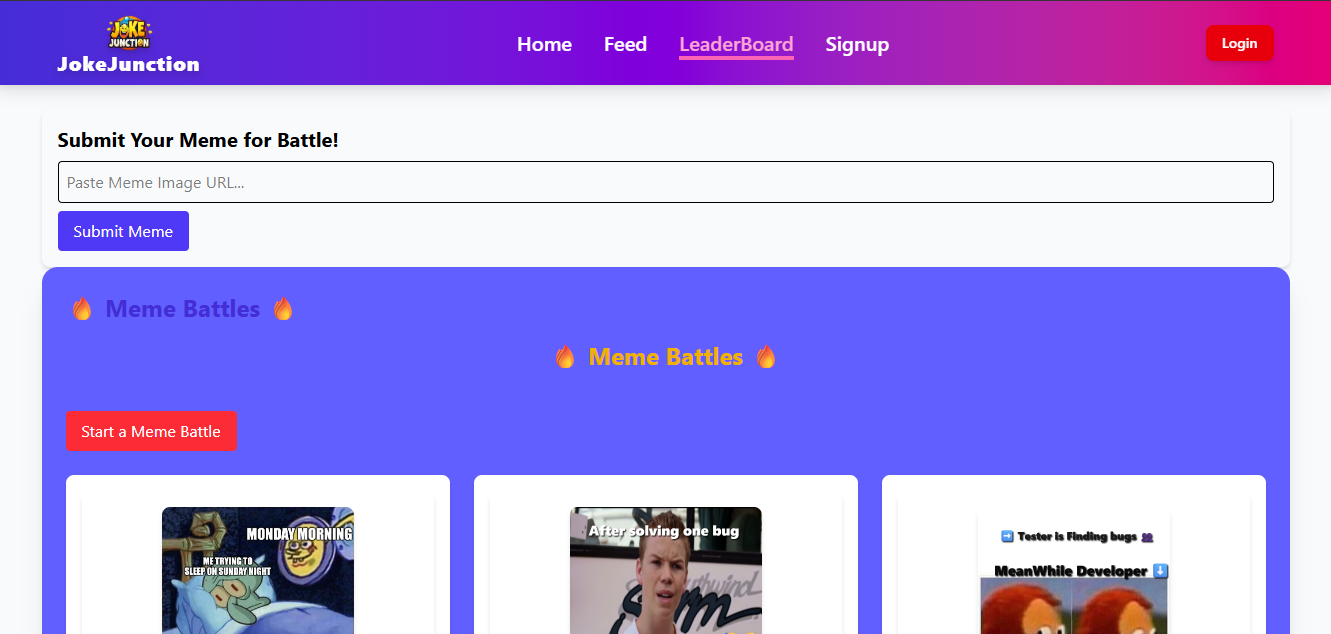 JOKE
JUNCTION
JokeJunction
Home Feed LeaderBoard Signup
Login
Submit Your Meme for Battle!
Paste Meme Image URL...
Submit Meme
🔥 Meme Battles 🔥
🔥 Meme Battles 🔥
Start a Meme Battle
MONDAY MORNING
ME TRYING TO
SLEEP ON SUNDAY NIGHT
After solving one bug
➡️ Tester is Finding bugs 👥
MeanWhile Developer ⬇️